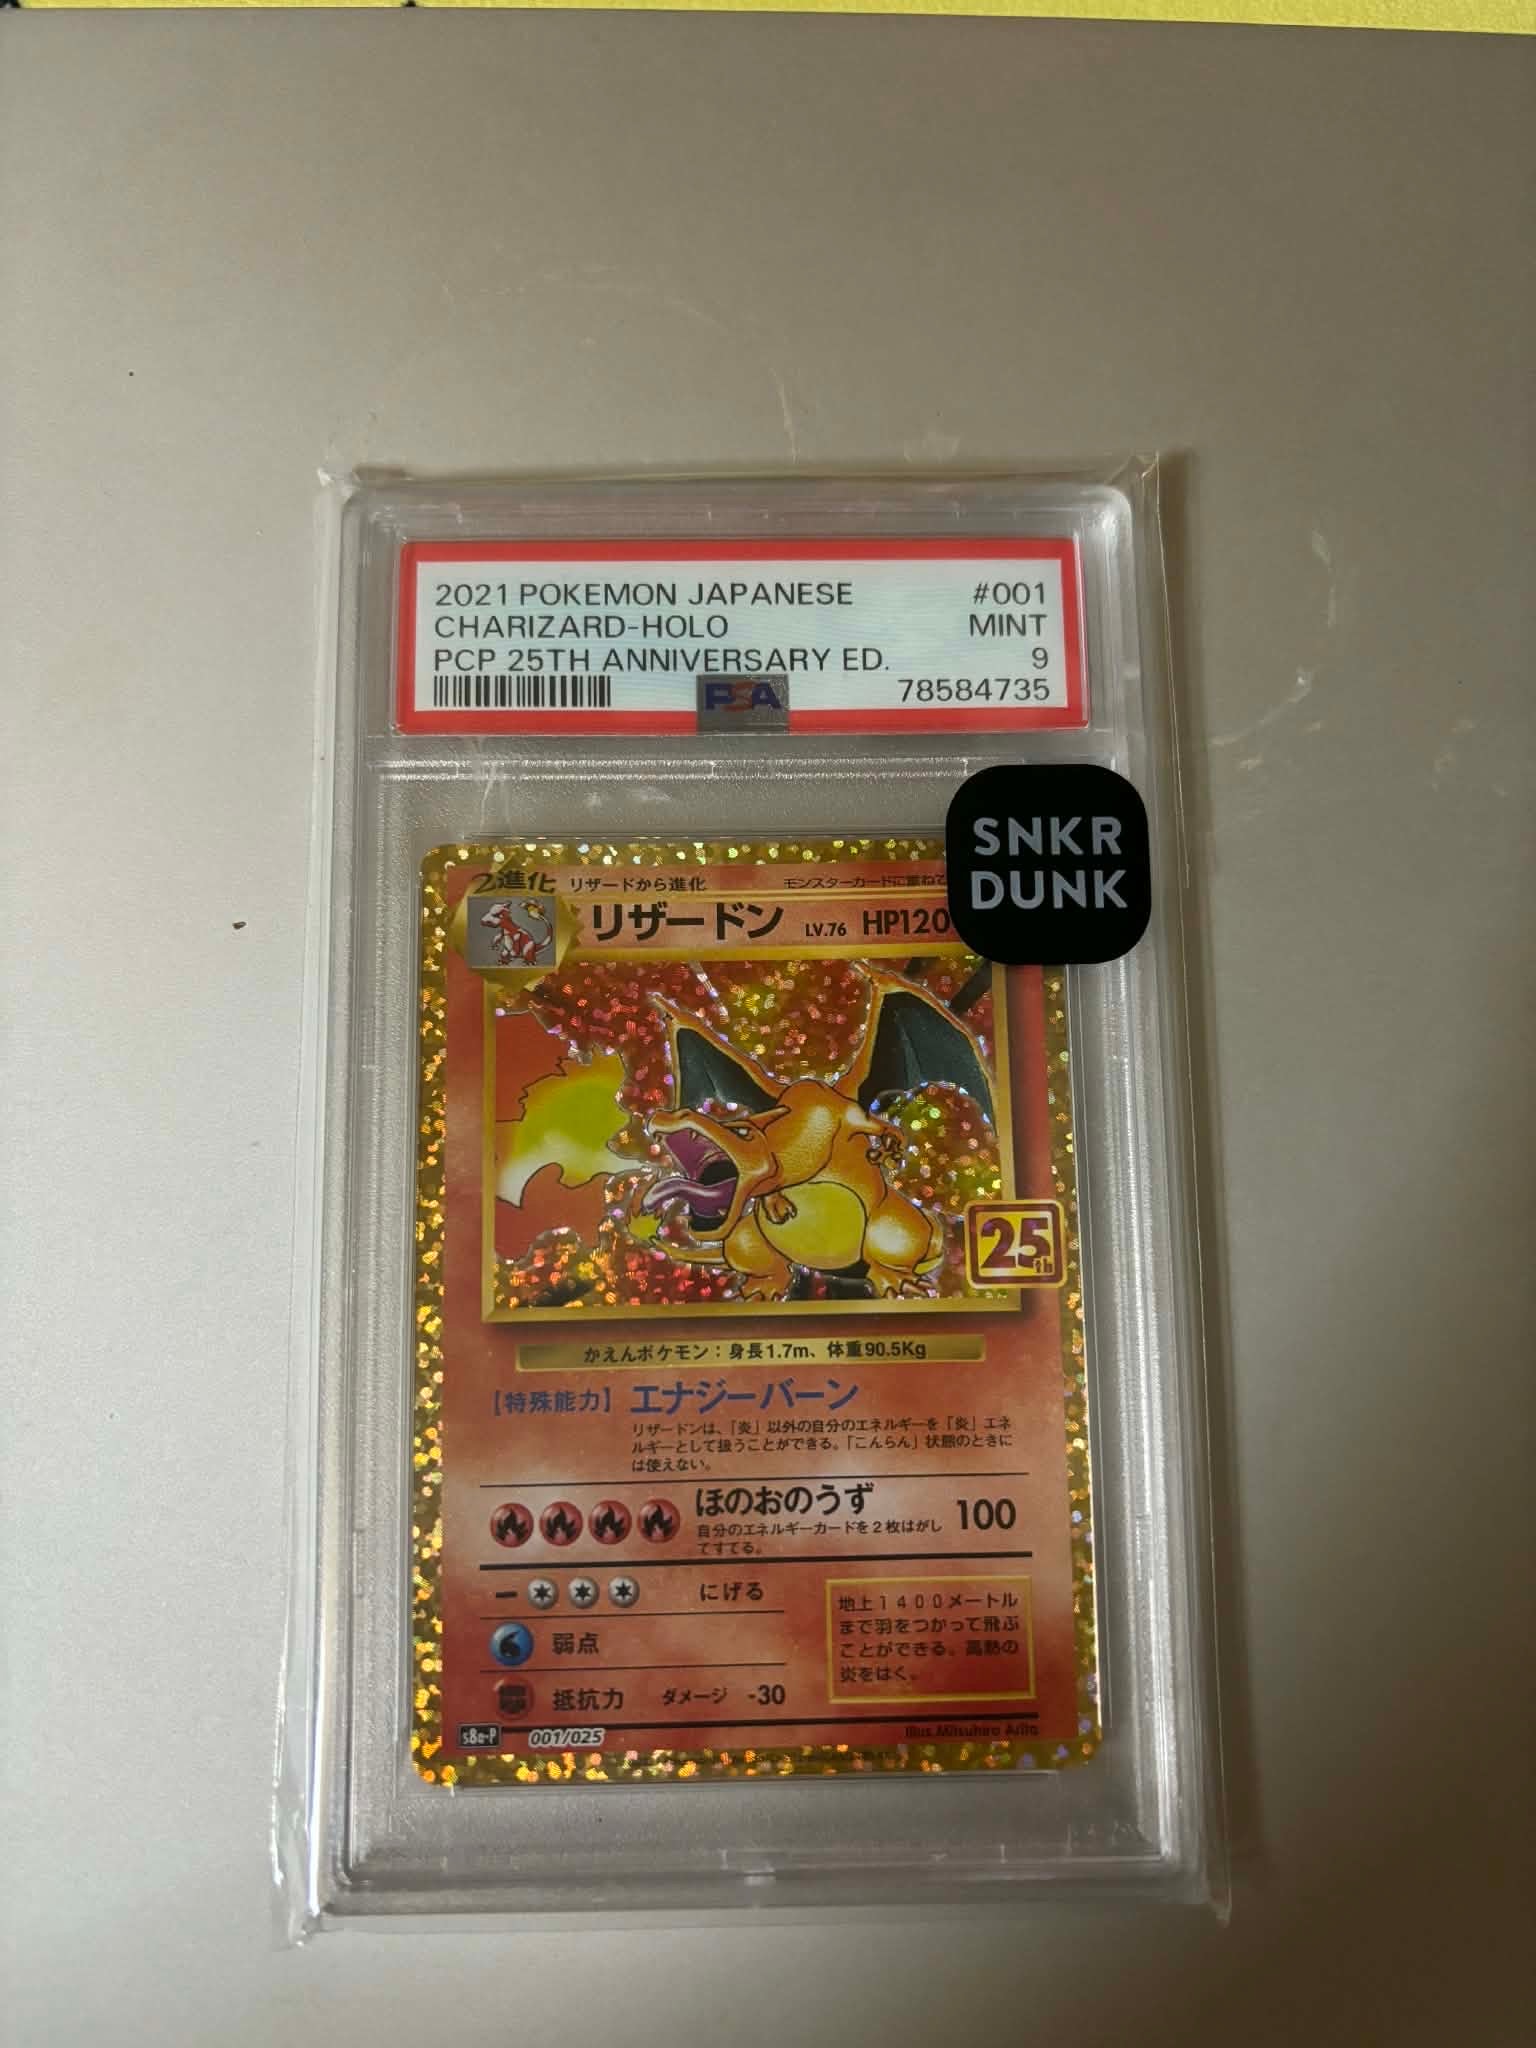 2021 POKEMON JAPANESE #001
CHARIZARD-HOLO MINT
PCP 25TH ANNIVERSARY ED. 9
PSA 78584735
SNKR
DUNK
2進化 リザードから進化 モンスターカードに重ねて
リザードン LV.76 HP120
25th
かえんポケモン：身長1.7m、体重90.5Kg
【特殊能力】エナジーバーン
リザードンは、「炎」以外の自分のエネルギーを「炎」エネ
ルギーとして扱うことができる。「こんらん」状態のときに
は使えない。
ほのおのうず 100
自分のエネルギーカードを２枚はがし
てすてる。
にげる
弱点
抵抗力 ダメージ -30
地上１４００メートル
まで羽をつかって飛ぶ
ことができる。高熱の
炎をはく。
s8a-P 001/025 Illus.Mitsuhiro Arita